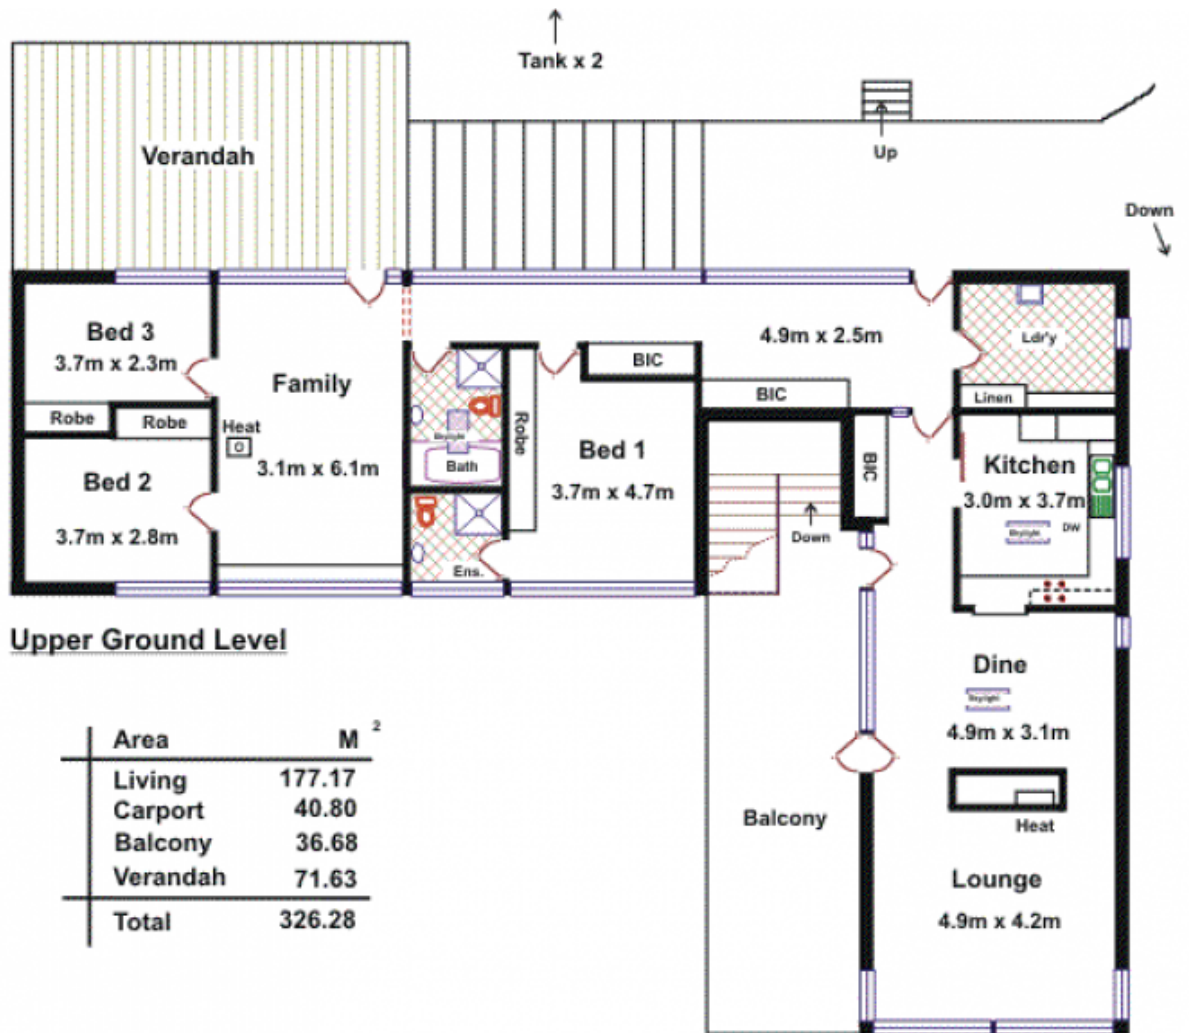 Tank x 2
Verandah
Up
Down
Bed 3
3.7m x 2.3m
Robe
Robe
Bed 2
3.7m x 2.8m
Family
Heat
3.1m x 6.1m
Skylight
Bath
Ens.
Robe
BIC
Bed 1
3.7m x 4.7m
4.9m x 2.5m
BIC
BIC
Down
Ldr'y
Linen
Kitchen
3.0m x 3.7m
Skylight
DW
Dine
Skylight
4.9m x 3.1m
Heat
Balcony
Lounge
4.9m x 4.2m
Upper Ground Level
Area M 2
Living 177.17
Carport 40.80
Balcony 36.68
Verandah 71.63
Total 326.28